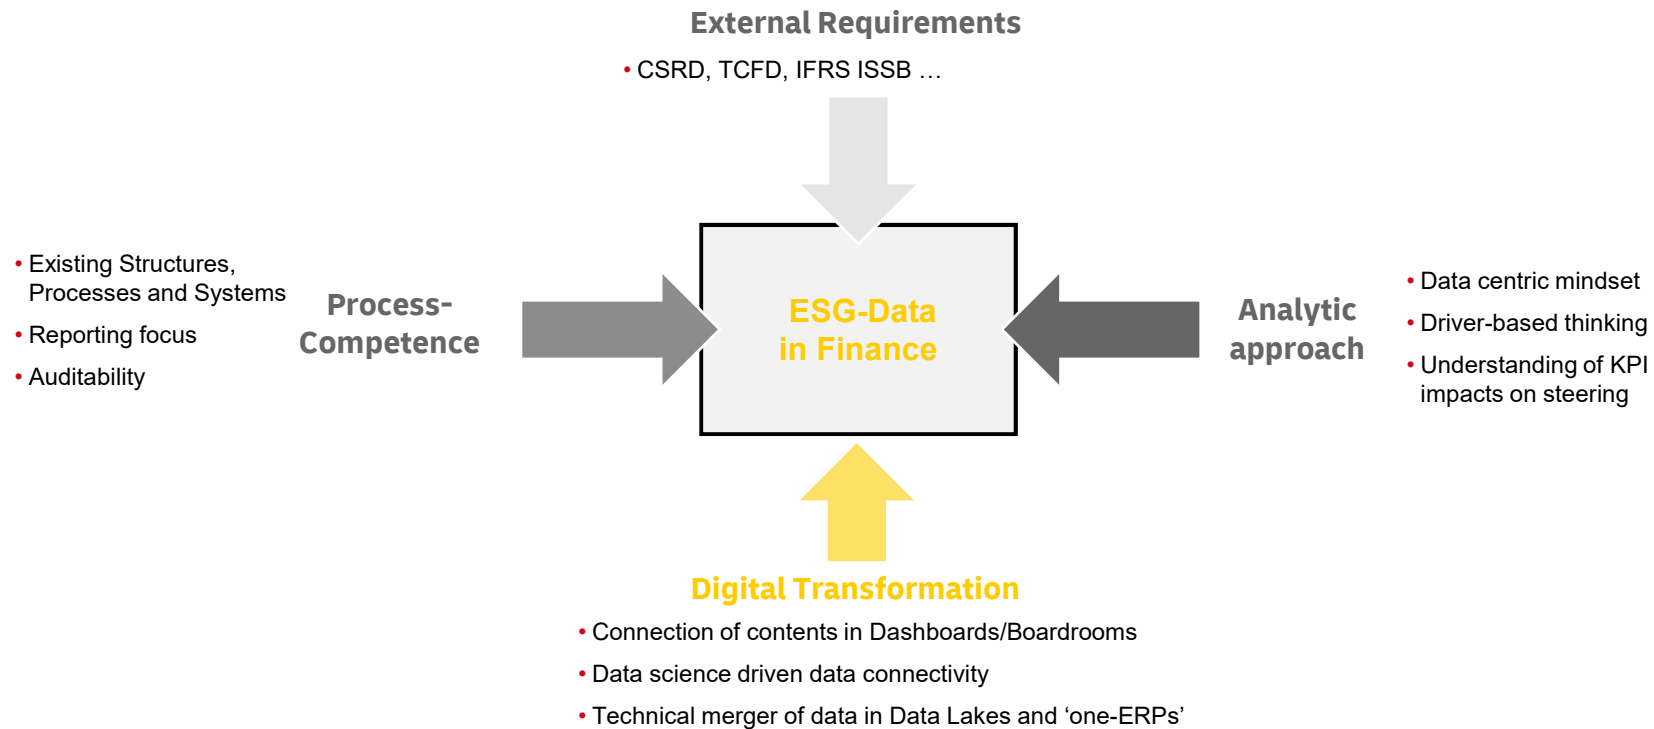 External Requirements
• CSRD, TCFD, IFRS ISSB …
• Existing Structures,
Processes and Systems
• Reporting focus
• Auditability
Process-
Competence
ESG-Data
in Finance
Analytic
approach
• Data centric mindset
• Driver-based thinking
• Understanding of KPI
impacts on steering
Digital Transformation
• Connection of contents in Dashboards/Boardrooms
• Data science driven data connectivity
• Technical merger of data in Data Lakes and ‘one-ERPs’